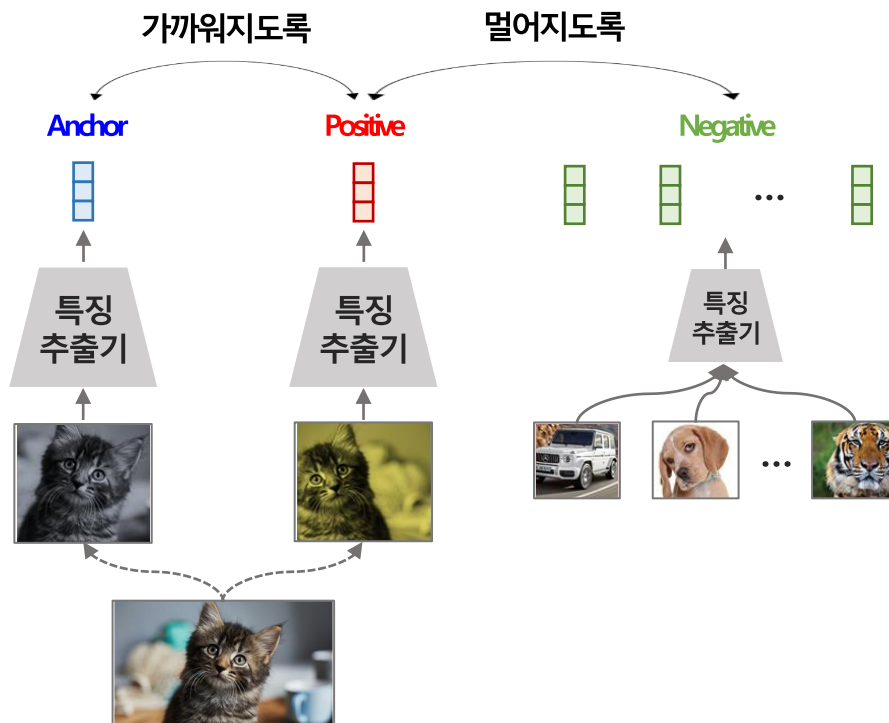 가까워지도록
멀어지도록
Anchor
Positive
Negative
...
특징
추출기
특징
추출기
특징
추출기
...